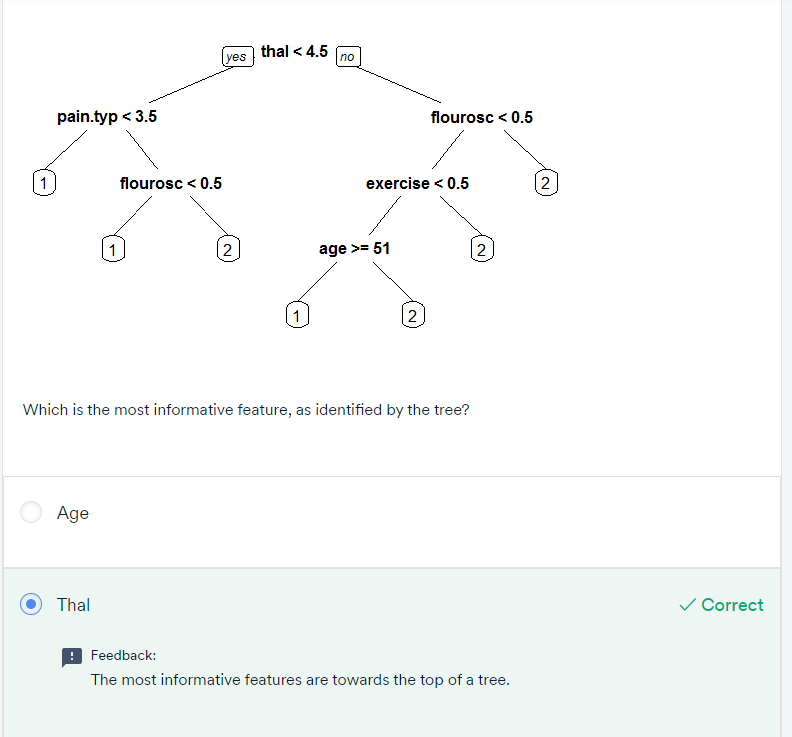 yes thal < 4.5 no
pain.typ < 3.5 flourosc < 0.5
1 flourosc < 0.5 exercise < 0.5 2
1 2 age >= 51 2
1 2
Which is the most informative feature, as identified by the tree?
Age
Thal Correct
Feedback:
The most informative features are towards the top of a tree.